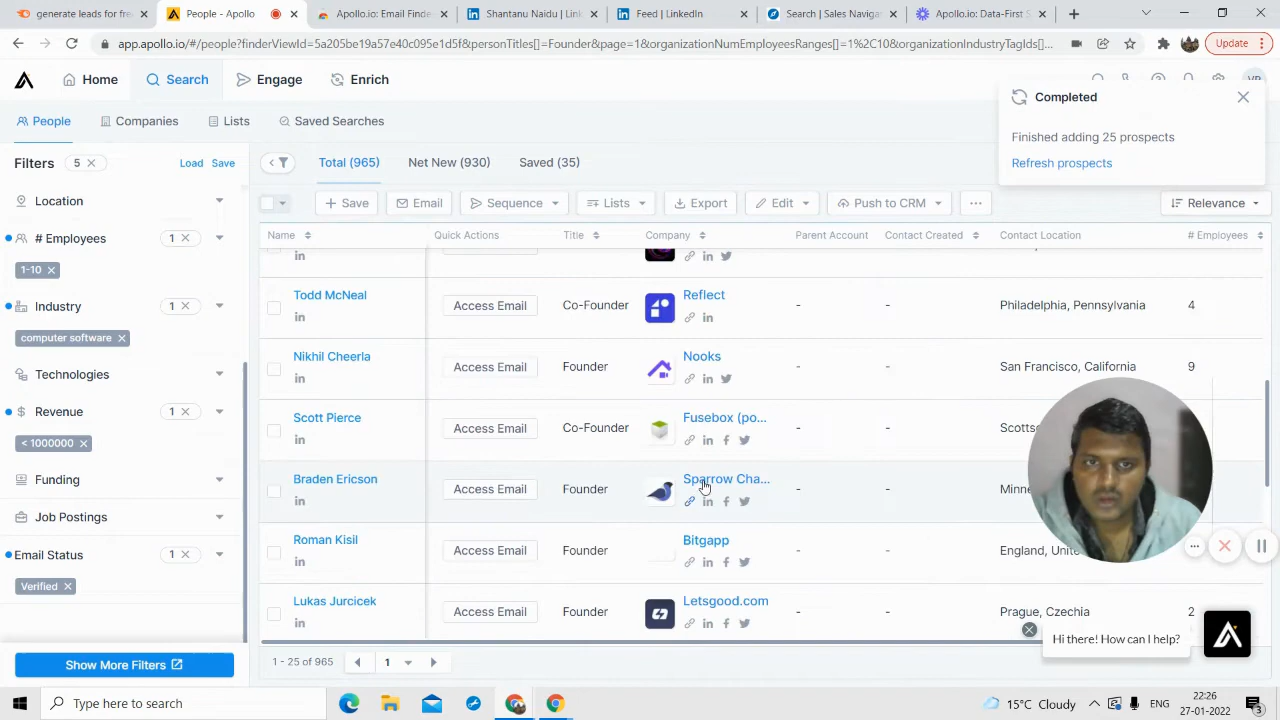 generate leads for fre
People - Apollo
Apollo.io: Email Finde
Shantanu Naidu | Link
Feed | LinkedIn
Search | Sales Navigat
Apollo.io: Data-First S
app.apollo.io/#/people?finderViewId=5a205be19a57e40c095e1d5f&personTitles[]=Founder&page=1&organizationNumEmployeesRanges[]=1%2C10&organizationIndustryTagIds[]...
Update
Home
Search
Engage
Enrich
People
Companies
Lists
Saved Searches
Completed
Finished adding 25 prospects
Refresh prospects
Filters 5
Load Save
Total (965)
Net New (930)
Saved (35)
Save
Email
Sequence
Lists
Export
Edit
Push to CRM
...
Relevance
Location
# Employees 1
1-10
Industry 1
computer software
Technologies
Revenue 1
< 1000000
Funding
Job Postings
Email Status 1
Verified
Show More Filters
Name Quick Actions Title Company Parent Account Contact Created Contact Location # Employees
Todd McNeal Access Email Co-Founder Reflect - - Philadelphia, Pennsylvania 4
Nikhil Cheerla Access Email Founder Nooks - - San Francisco, California 9
Scott Pierce Access Email Co-Founder Fusebox (po... - - Scotts
Braden Ericson Access Email Founder Sparrow Cha... - - Minne
Roman Kisil Access Email Founder Bitgapp - - England, Unite
Lukas Jurcicek Access Email Founder Letsgood.com - - Prague, Czechia 2
Hi there! How can I help?
1 - 25 of 965
1
Type here to search
15°C Cloudy
ENG
22:26
27-01-2022
3